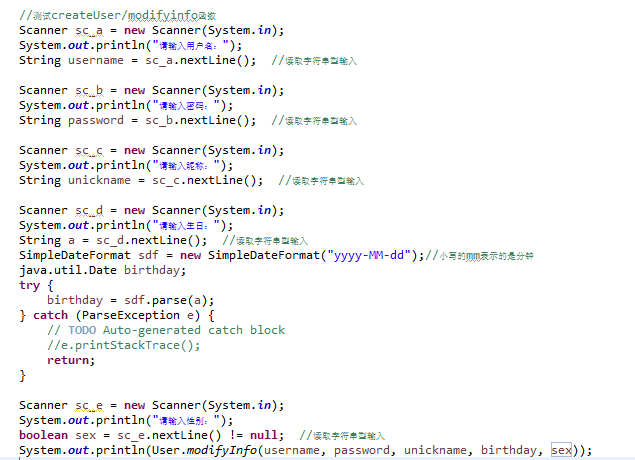 //测试createUser/modifyinfo函数
Scanner sc_a = new Scanner(System.in);
System.out.println("请输入用户名：");
String username = sc_a.nextLine();  //读取字符串型输入
Scanner sc_b = new Scanner(System.in);
System.out.println("请输入密码：");
String password = sc_b.nextLine();  //读取字符串型输入
Scanner sc_c = new Scanner(System.in);
System.out.println("请输入昵称：");
String unickname = sc_c.nextLine();  //读取字符串型输入
Scanner sc_d = new Scanner(System.in);
System.out.println("请输入生日：");
String a = sc_d.nextLine();  //读取字符串型输入
SimpleDateFormat sdf = new SimpleDateFormat("yyyy-MM-dd");//小写的mm表示的是分钟
java.util.Date birthday;
try {
    birthday = sdf.parse(a);
} catch (ParseException e) {
    // TODO Auto-generated catch block
    //e.printStackTrace();
    return;
}
Scanner sc_e = new Scanner(System.in);
System.out.println("请输入性别：");
boolean sex = sc_e.nextLine() != null;  //读取字符串型输入
System.out.println(User.modifyInfo(username, password, unickname, birthday, sex));